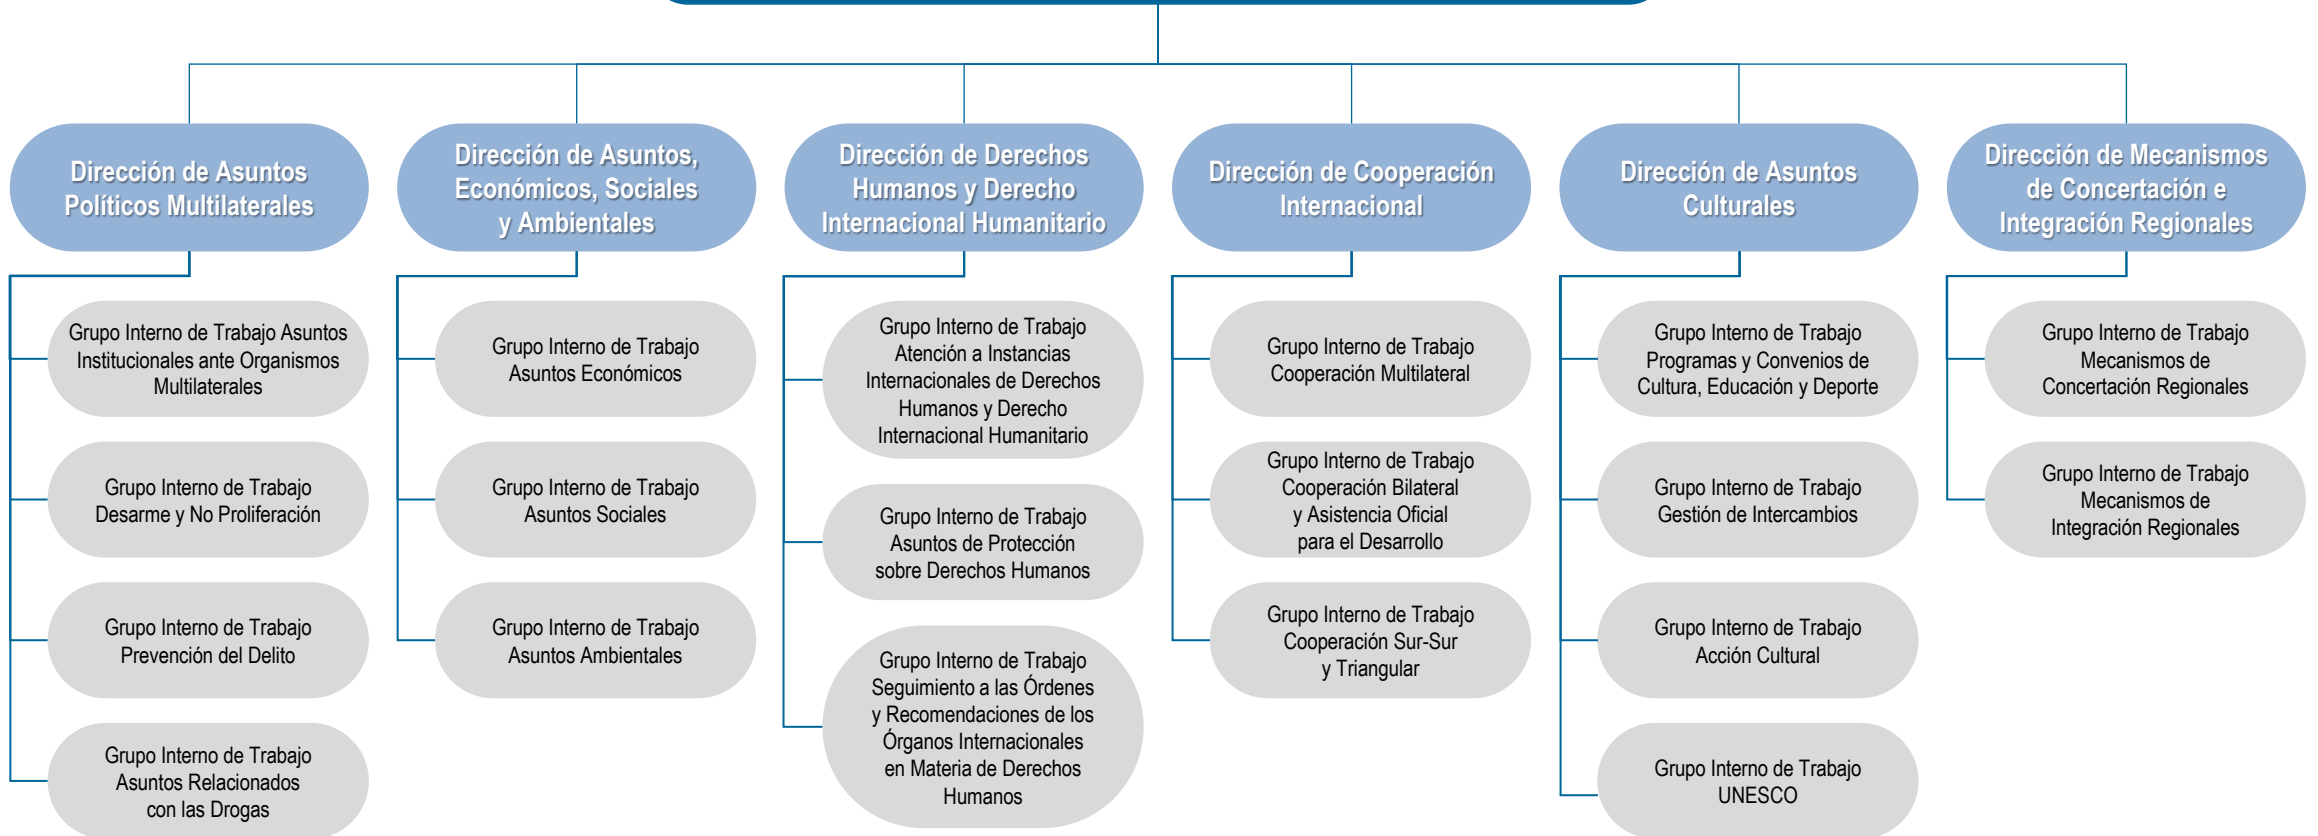 Dirección de Asuntos
Políticos Multilaterales
Dirección de Asuntos,
Económicos, Sociales
y Ambientales
Dirección de Derechos
Humanos y Derecho
Internacional Humanitario
Dirección de Cooperación
Internacional
Dirección de Asuntos
Culturales
Dirección de Mecanismos
de Concertación e
Integración Regionales
Grupo Interno de Trabajo Asuntos
Institucionales ante Organismos
Multilaterales
Grupo Interno de Trabajo
Desarme y No Proliferación
Grupo Interno de Trabajo
Prevención del Delito
Grupo Interno de Trabajo
Asuntos Relacionados
con las Drogas
Grupo Interno de Trabajo
Asuntos Económicos
Grupo Interno de Trabajo
Asuntos Sociales
Grupo Interno de Trabajo
Asuntos Ambientales
Grupo Interno de Trabajo
Atención a Instancias
Internacionales de Derechos
Humanos y Derecho
Internacional Humanitario
Grupo Interno de Trabajo
Asuntos de Protección
sobre Derechos Humanos
Grupo Interno de Trabajo
Seguimiento a las Órdenes
y Recomendaciones de los
Órganos Internacionales
en Materia de Derechos
Humanos
Grupo Interno de Trabajo
Cooperación Multilateral
Grupo Interno de Trabajo
Cooperación Bilateral
y Asistencia Oficial
para el Desarrollo
Grupo Interno de Trabajo
Cooperación Sur-Sur
y Triangular
Grupo Interno de Trabajo
Programas y Convenios de
Cultura, Educación y Deporte
Grupo Interno de Trabajo
Gestión de Intercambios
Grupo Interno de Trabajo
Acción Cultural
Grupo Interno de Trabajo
UNESCO
Grupo Interno de Trabajo
Mecanismos de
Concertación Regionales
Grupo Interno de Trabajo
Mecanismos de
Integración Regionales